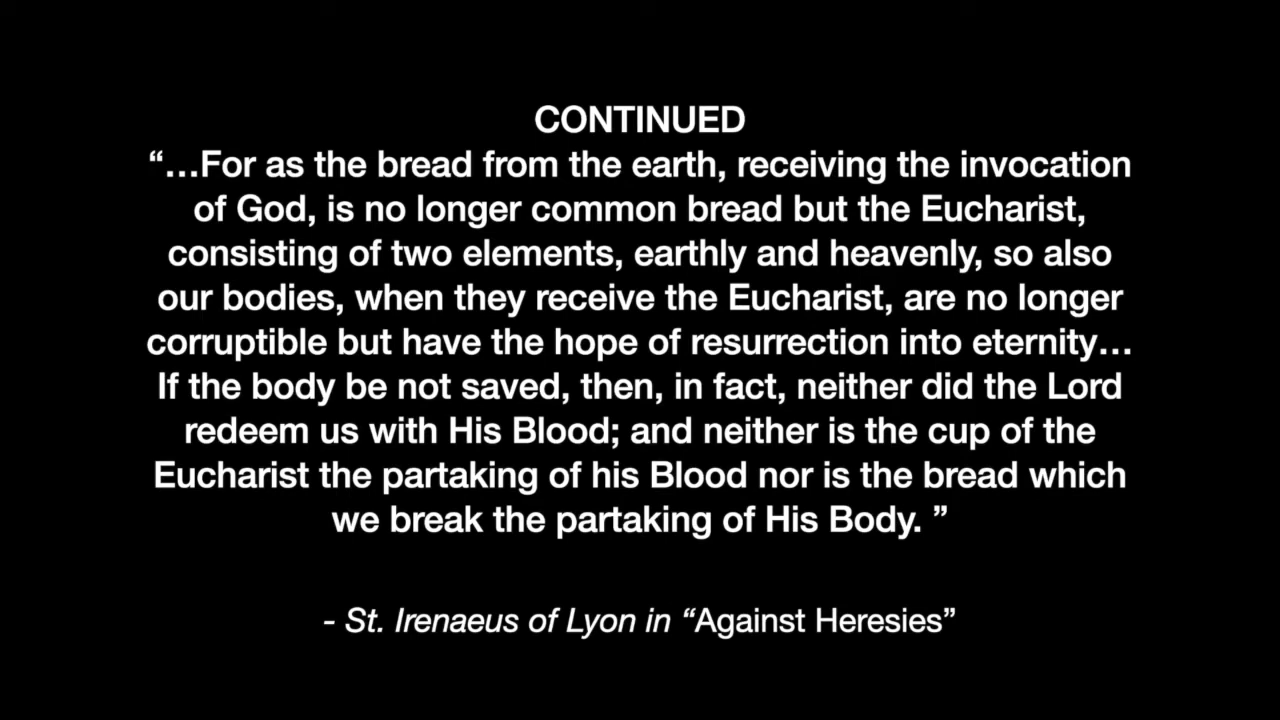 CONTINUED
“…For as the bread from the earth, receiving the invocation
of God, is no longer common bread but the Eucharist,
consisting of two elements, earthly and heavenly, so also
our bodies, when they receive the Eucharist, are no longer
corruptible but have the hope of resurrection into eternity…
If the body be not saved, then, in fact, neither did the Lord
redeem us with His Blood; and neither is the cup of the
Eucharist the partaking of his Blood nor is the bread which
we break the partaking of His Body. ”
- St. Irenaeus of Lyon in “Against Heresies”